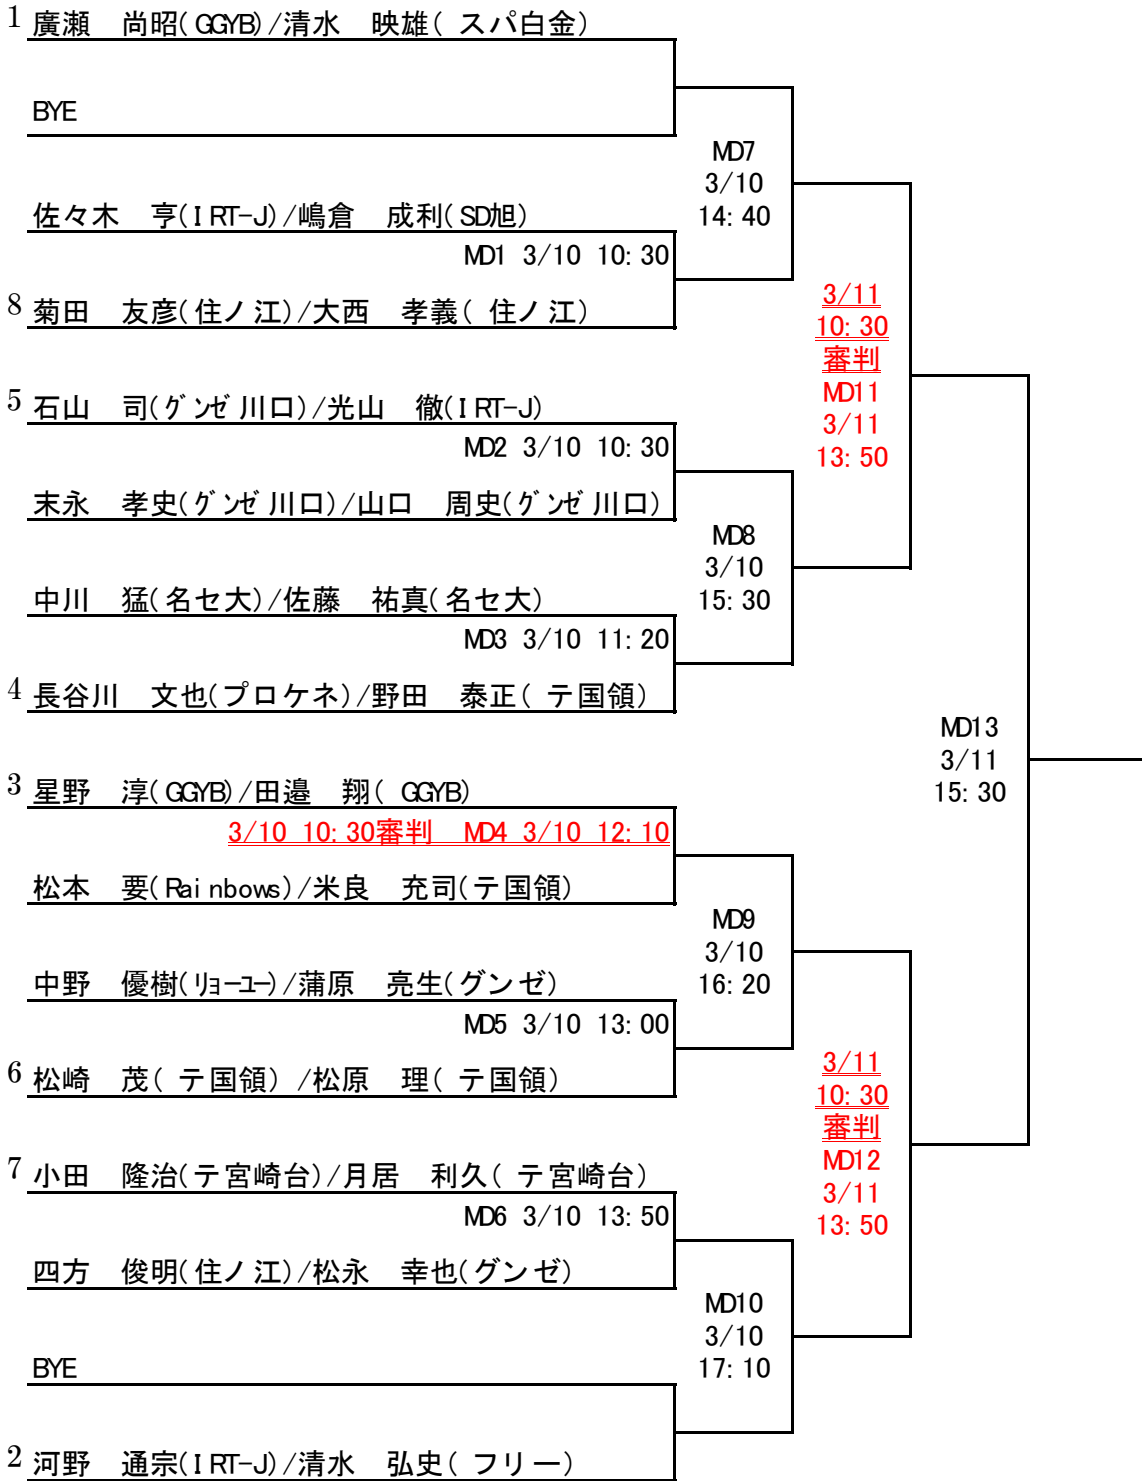 1 廣瀬　尚昭(GGYB)/清水　映雄(スパ白金)
BYE
MD7
3/10
14:40
佐々木　亨(IRT-J)/嶋倉　成利(SD旭)
MD1 3/10 10:30
8 菊田　友彦(住ノ江)/大西　孝義(住ノ江)
3/11
10:30
審判
MD11
3/11
13:50
5 石山　司(グンゼ川口)/光山　徹(IRT-J)
MD2 3/10 10:30
末永　孝史(グンゼ川口)/山口　周史(グンゼ川口)
MD8
3/10
15:30
中川　猛(名セ大)/佐藤　祐真(名セ大)
MD3 3/10 11:20
4 長谷川　文也(プロケネ)/野田　泰正(テ国領)
MD13
3/11
15:30
3 星野　淳(GGYB)/田邉　翔(GGYB)
3/10 10:30審判　MD4 3/10 12:10
松本　要(Rainbows)/米良　充司(テ国領)
MD9
3/10
16:20
中野　優樹(リョーユー)/蒲原　亮生(グンゼ)
MD5 3/10 13:00
6 松崎　茂(テ国領)/松原　理(テ国領)
3/11
10:30
審判
MD12
3/11
13:50
7 小田　隆治(テ宮崎台)/月居　利久(テ宮崎台)
MD6 3/10 13:50
四方　俊明(住ノ江)/松永　幸也(グンゼ)
MD10
3/10
17:10
BYE
2 河野　通宗(IRT-J)/清水　弘史(フリー)